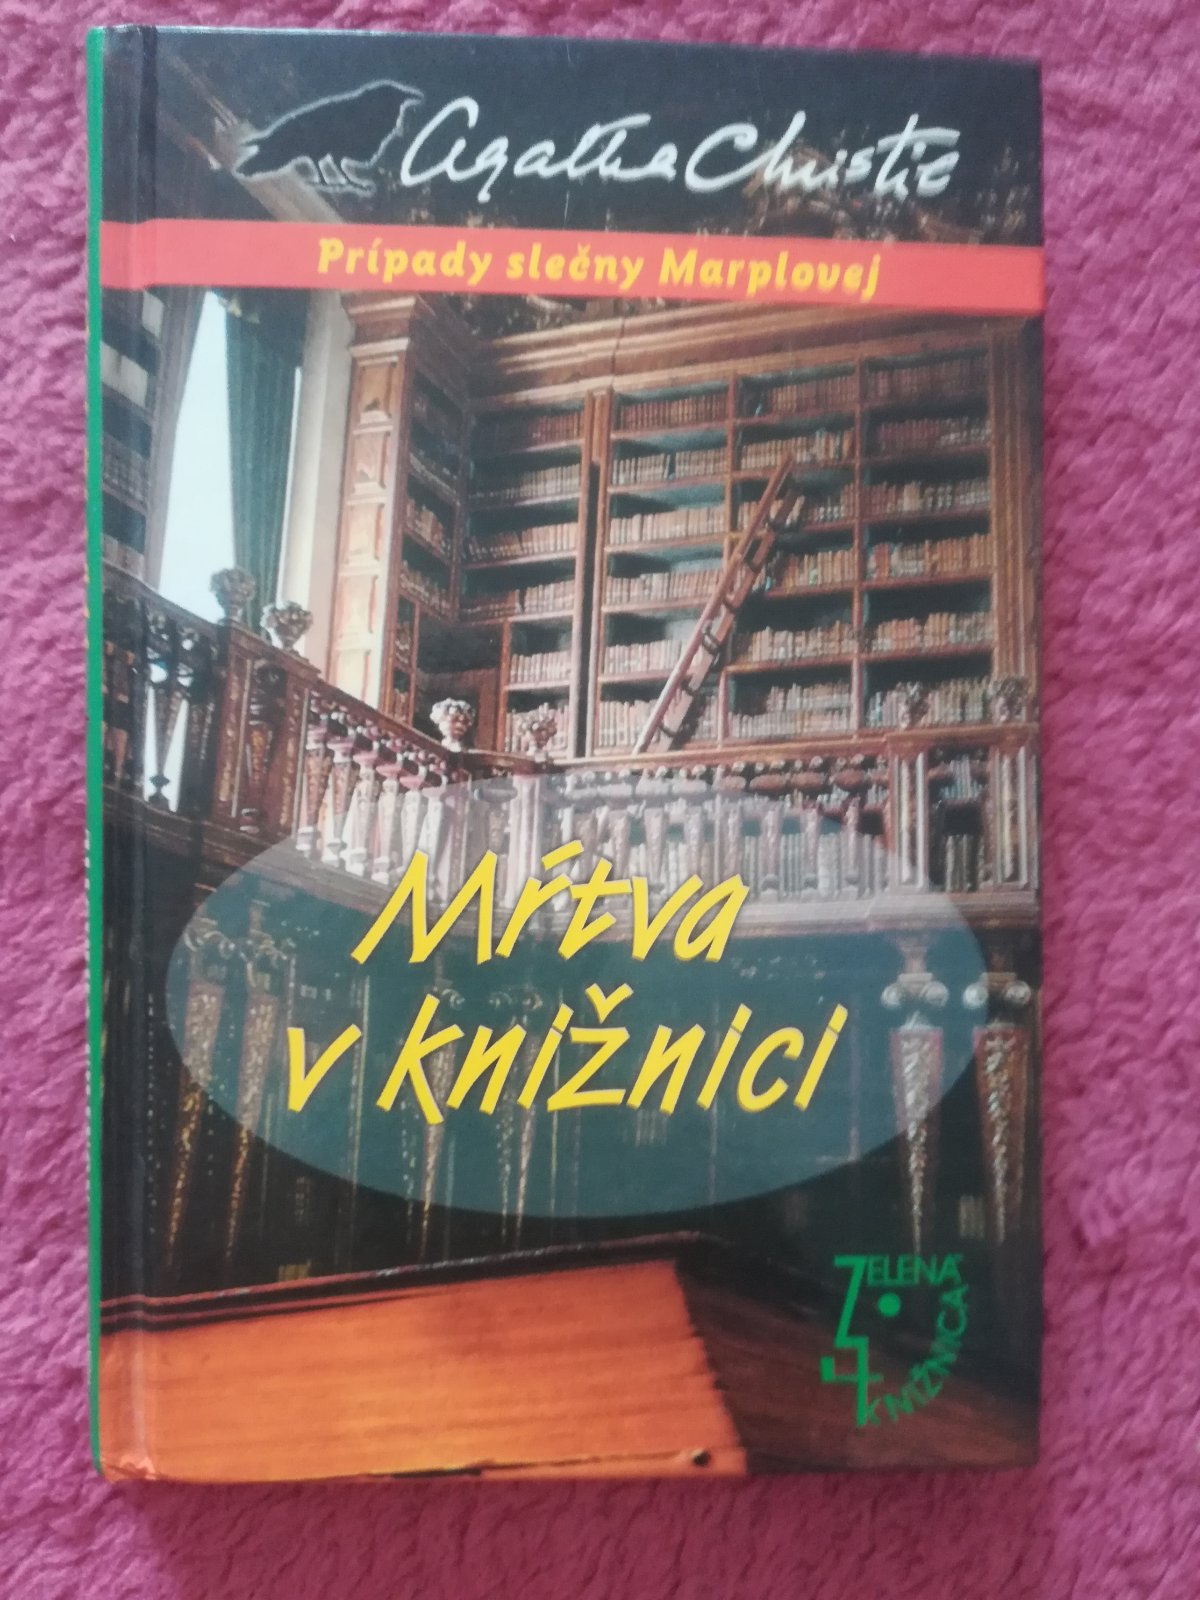 Agatha Christie
Prípady slečny Marplovej
Mŕtva
v knižnici
ZELENÁ
KNIŽNICA